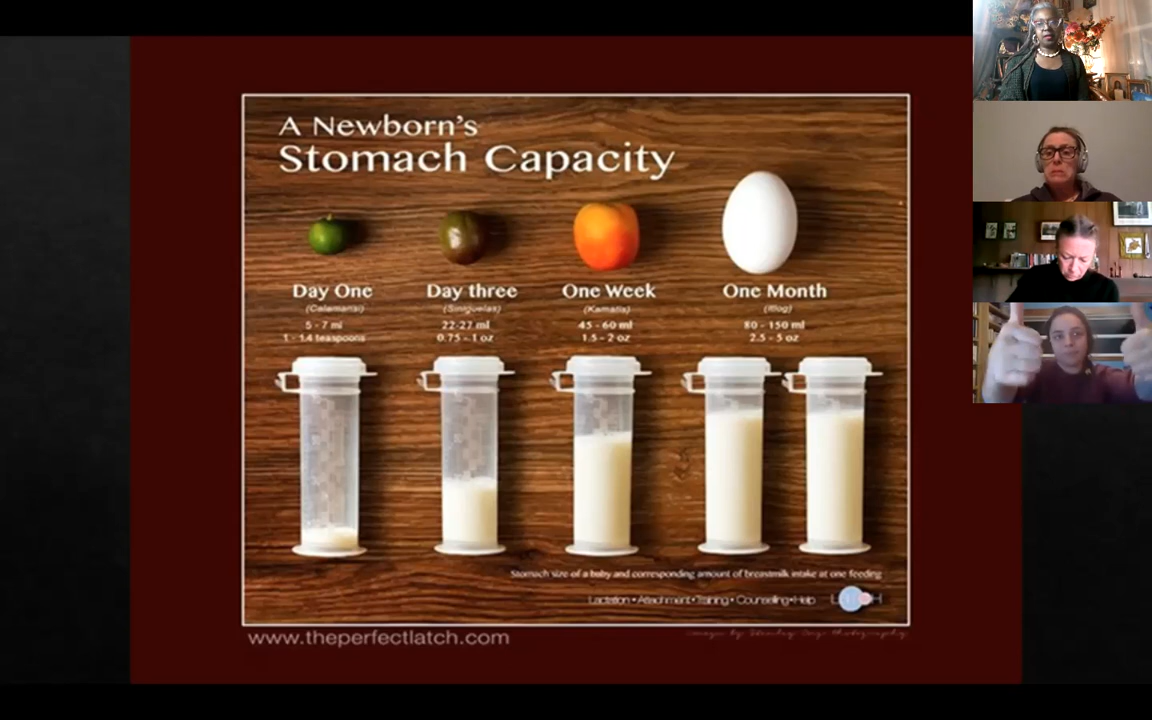 A Newborn's
Stomach Capacity
Day One
Day three
One Week
One Month
(Calamansi)
(Siniguelas)
(Kamatis)
(Itlog)
5 - 7 ml
22-27 ml
45 - 60 ml
80 - 150 ml
1 - 1.4 teaspoons
0.75 - 1 oz
1.5 - 2 oz
2.5 - 5 oz
Stomach size of a baby and corresponding amount of breastmilk intake at one feeding
Lactation • Attachment • Training • Counselling • Help
www.theperfectlatch.com